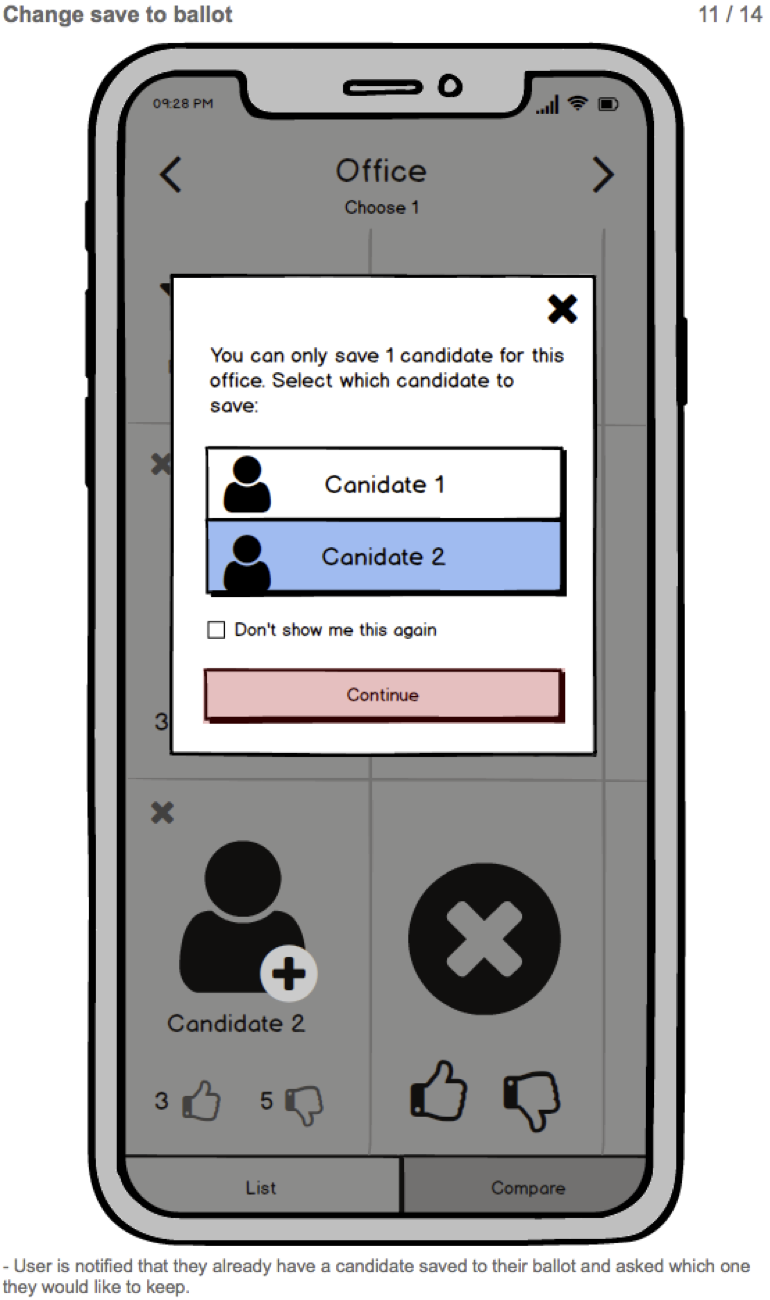 Change save to ballot 11 / 14
09:28 PM
Office
Choose 1
You can only save 1 candidate for this
office. Select which candidate to
save:
Canidate 1
Canidate 2
Don't show me this again
Continue
3
Candidate 2
3 5
List Compare
- User is notified that they already have a candidate saved to their ballot and asked which one
they would like to keep.